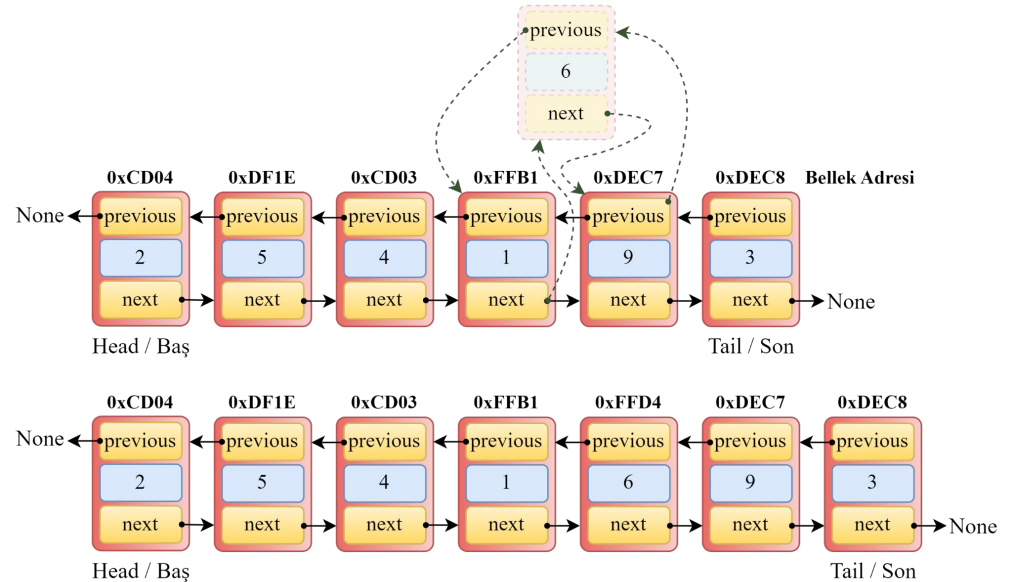 previous
6
next
0xCD04 0xDF1E 0xCD03 0xFFB1 0xDEC7 0xDEC8 Bellek Adresi
None previous previous previous previous previous previous
2 5 4 1 9 3
next next next next next next None
Head / Baş Tail / Son
0xCD04 0xDF1E 0xCD03 0xFFB1 0xFFD4 0xDEC7 0xDEC8
None previous previous previous previous previous previous previous
2 5 4 1 6 9 3
next next next next next next next None
Head / Baş Tail / Son